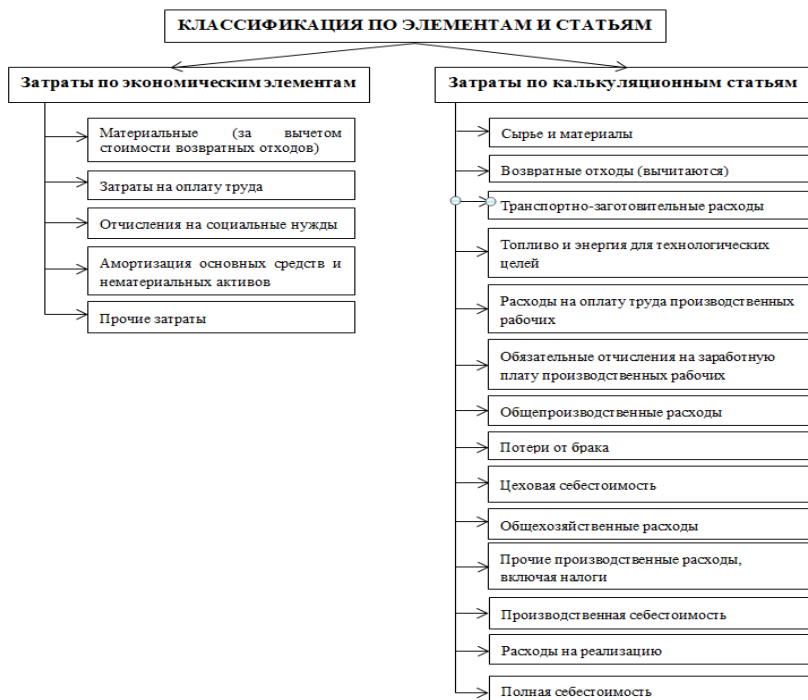 КЛАССИФИКАЦИЯ ПО ЭЛЕМЕНТАМ И СТАТЬЯМ
Затраты по экономическим элементам
Материальные (за вычетом
стоимости возвратных отходов)
Затраты на оплату труда
Отчисления на социальные нужды
Амортизация основных средств и
нематериальных активов
Прочие затраты
Затраты по калькуляционным статьям
Сырье и материалы
Возвратные отходы (вычитаются)
Транспортно-заготовительные расходы
Топливо и энергия для технологических
целей
Расходы на оплату труда производственных
рабочих
Обязательные отчисления на заработную
плату производственных рабочих
Общепроизводственные расходы
Потери от брака
Цеховая себестоимость
Общехозяйственные расходы
Прочие производственные расходы,
включая налоги
Производственная себестоимость
Расходы на реализацию
Полная себестоимость